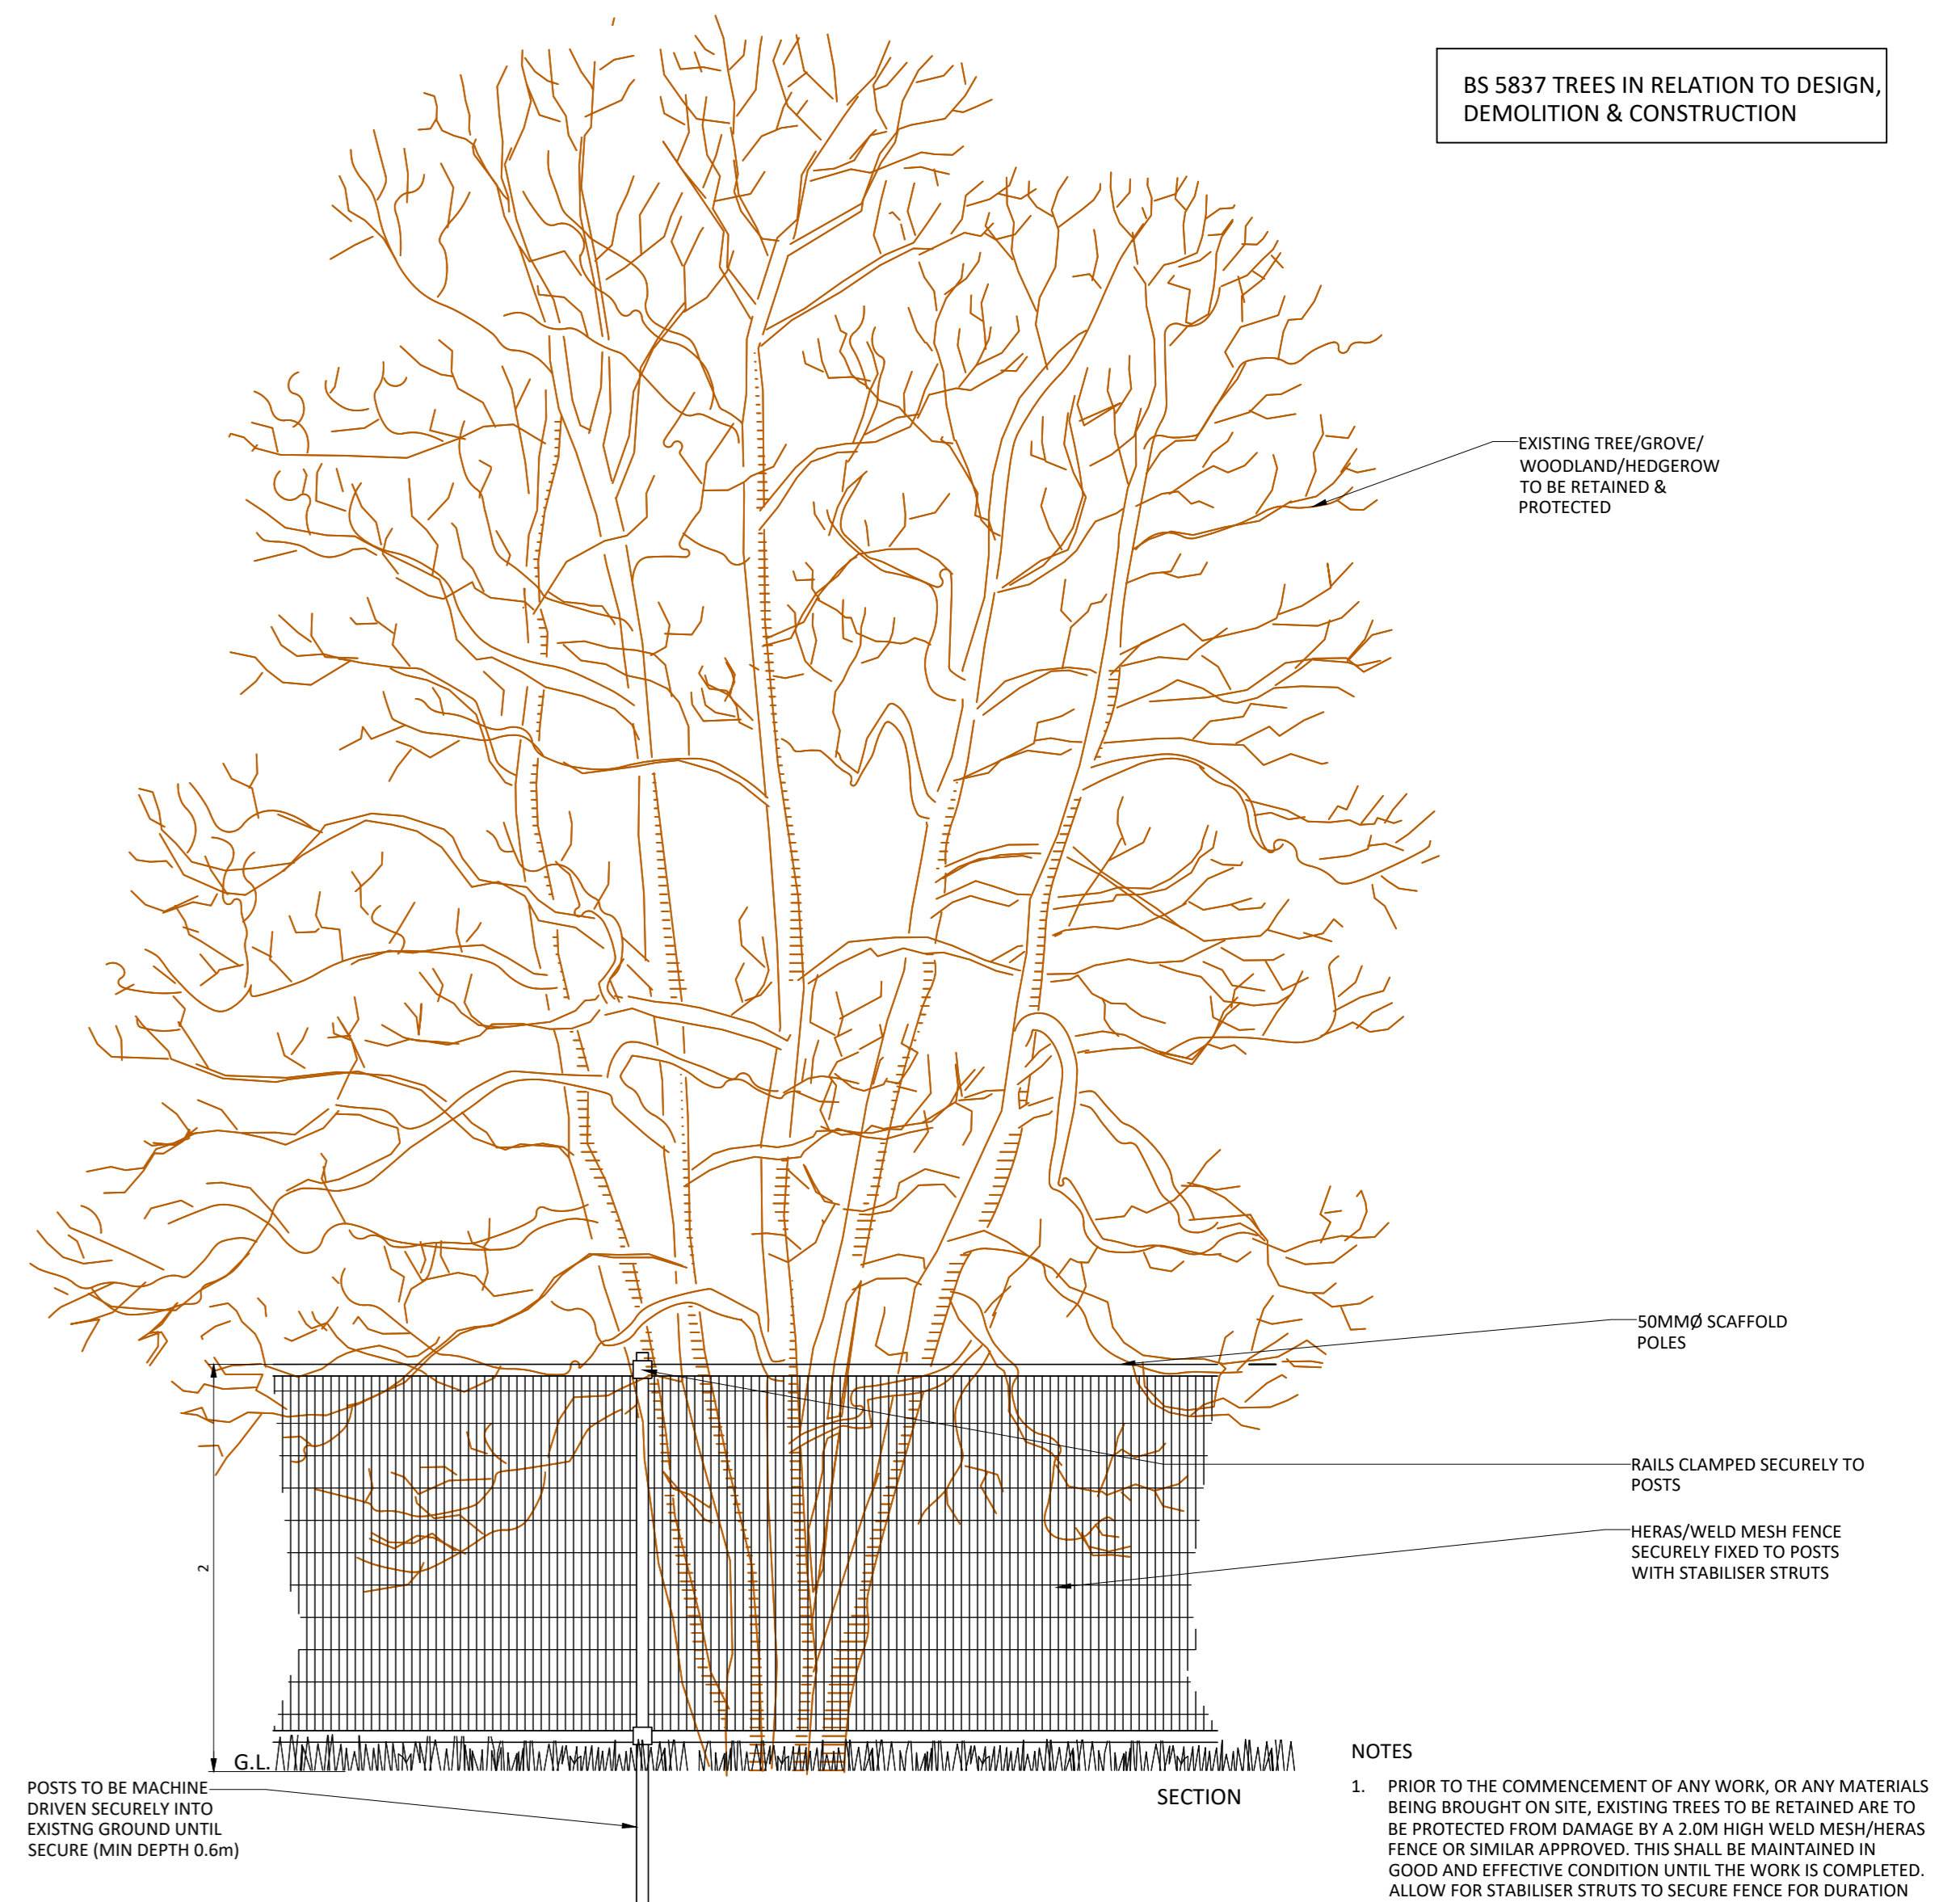 BS 5837 TREES IN RELATION TO DESIGN,
DEMOLITION & CONSTRUCTION
EXISTING TREE/GROVE/
WOODLAND/HEDGEROW
TO BE RETAINED &
PROTECTED
50MMØ SCAFFOLD
POLES
RAILS CLAMPED SECURELY TO
POSTS
HERAS/WELD MESH FENCE
SECURELY FIXED TO POSTS
WITH STABILISER STRUTS
2
G.L.
POSTS TO BE MACHINE
DRIVEN SECURELY INTO
EXISTNG GROUND UNTIL
SECURE (MIN DEPTH 0.6m)
SECTION
NOTES
1. PRIOR TO THE COMMENCEMENT OF ANY WORK, OR ANY MATERIALS
BEING BROUGHT ON SITE, EXISTING TREES TO BE RETAINED ARE TO
BE PROTECTED FROM DAMAGE BY A 2.0M HIGH WELD MESH/HERAS
FENCE OR SIMILAR APPROVED. THIS SHALL BE MAINTAINED IN
GOOD AND EFFECTIVE CONDITION UNTIL THE WORK IS COMPLETED.
ALLOW FOR STABILISER STRUTS TO SECURE FENCE FOR DURATION